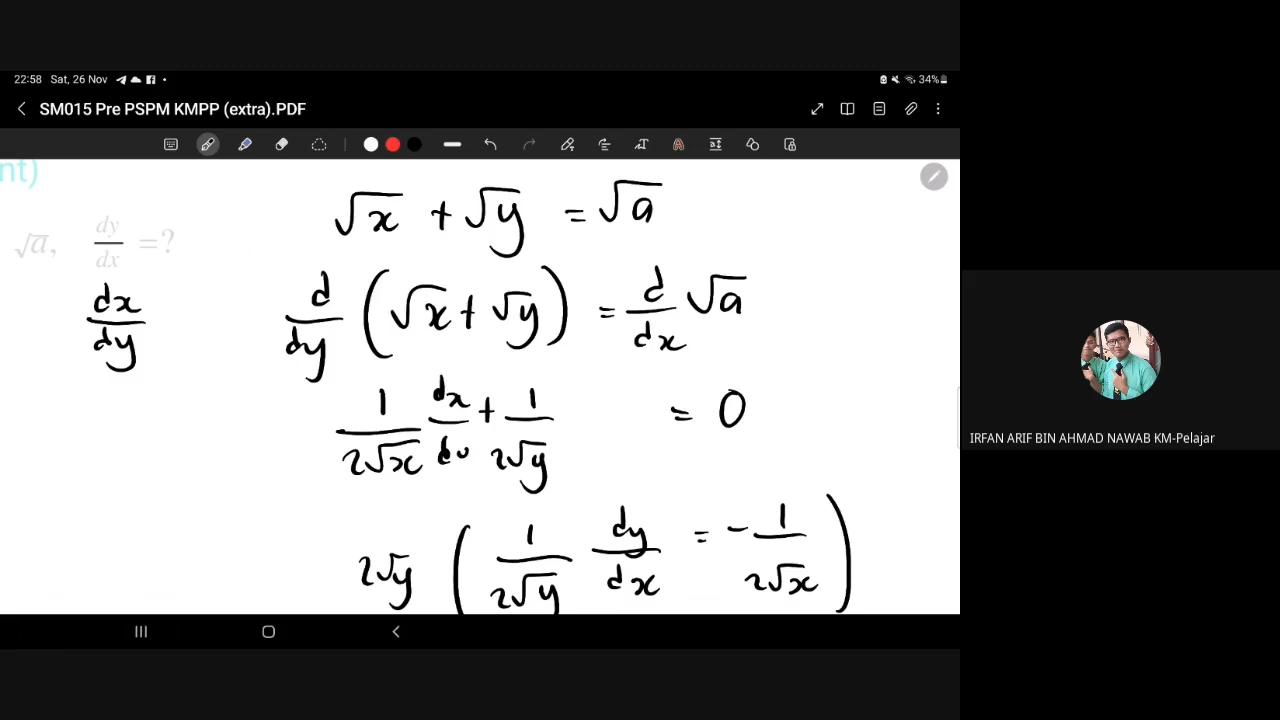 22:58 Sat, 26 Nov 34%
SM015 Pre PSPM KMPP (extra).PDF
nt)
√x + √y = √a
√a, dy/dx =?
dx/dy
d/dy (√x + √y) = d/dx √a
1/2√x dx/dy + 1/2√y = 0
2√y ( 1/2√y dy/dx = - 1/2√x )
IRFAN ARIF BIN AHMAD NAWAB KM-Pelajar